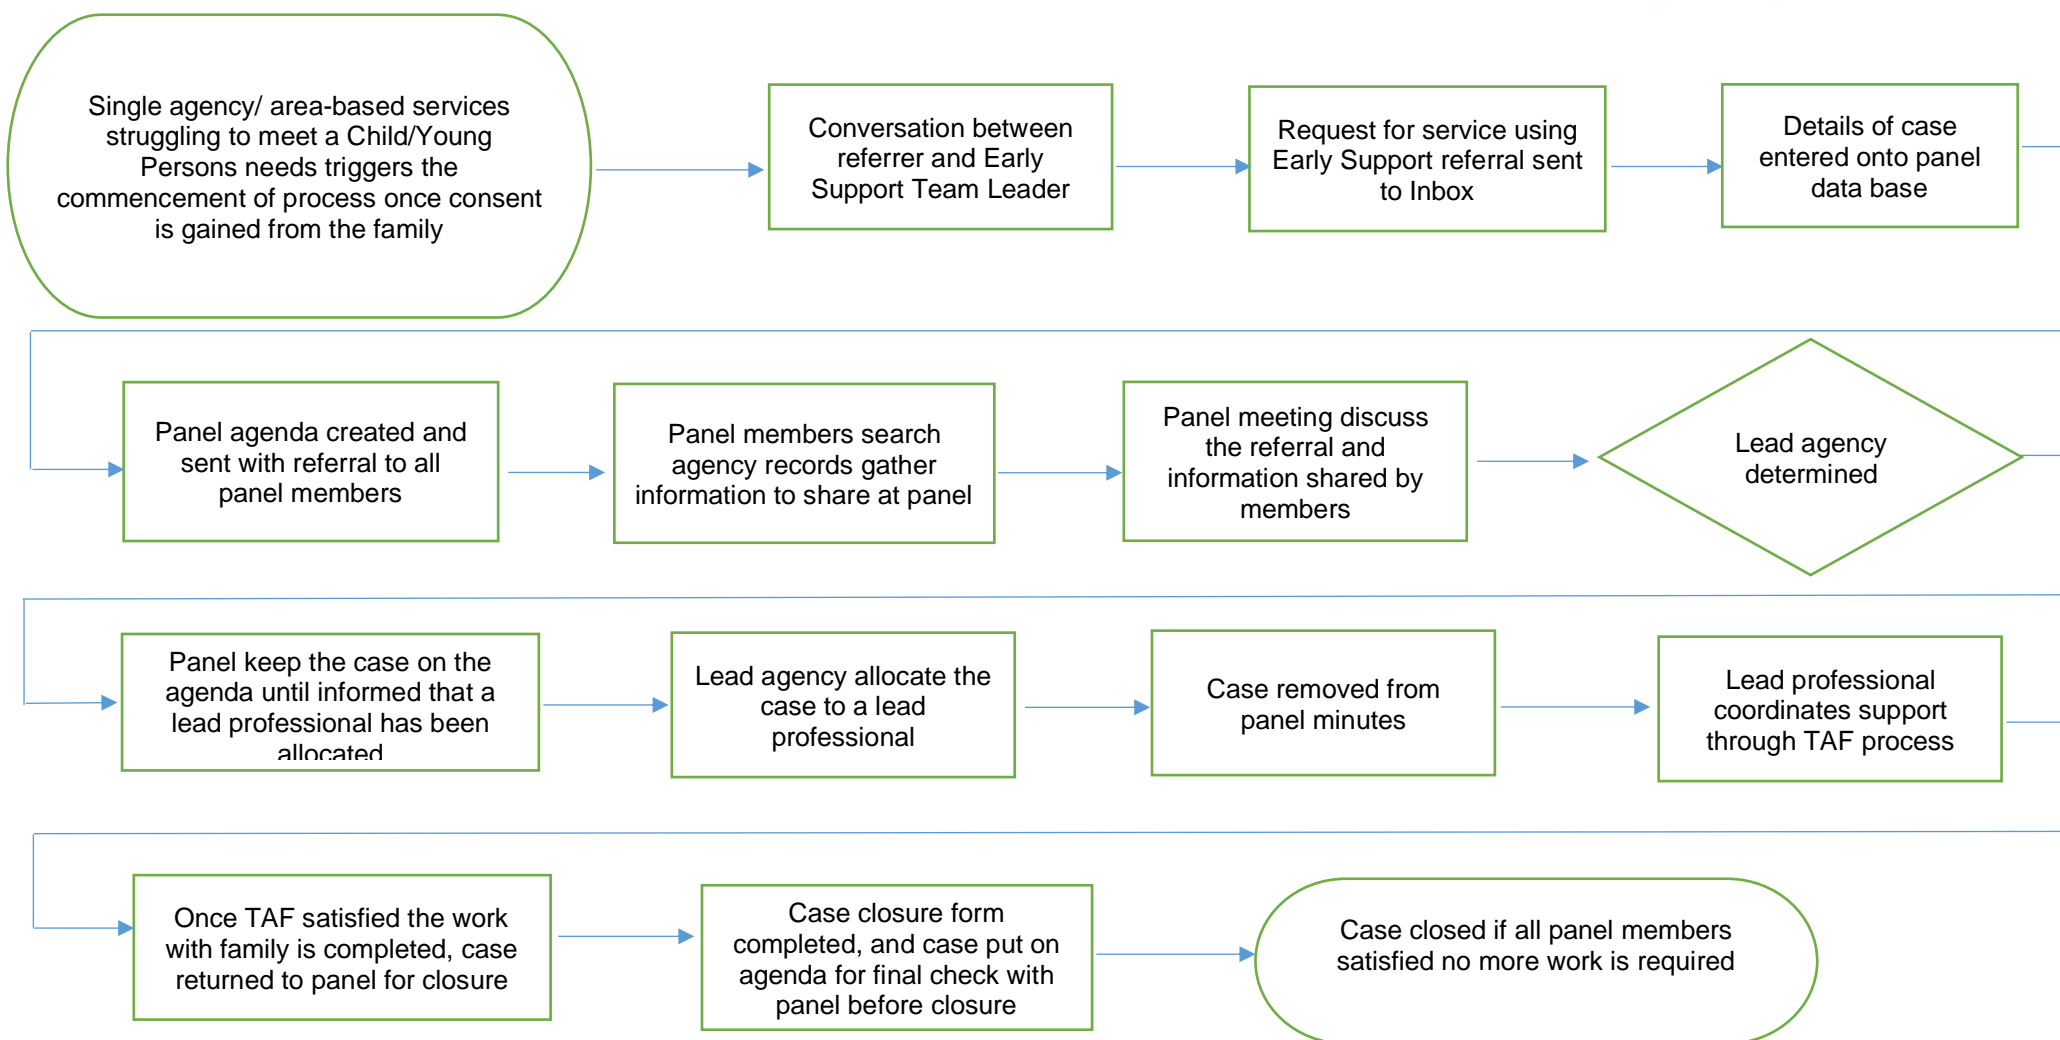 Single agency/ area-based services
struggling to meet a Child/Young
Persons needs triggers the
commencement of process once consent
is gained from the family
Conversation between
referrer and Early
Support Team Leader
Request for service using
Early Support referral sent
to Inbox
Details of case
entered onto panel
data base
Panel agenda created and
sent with referral to all
panel members
Panel members search
agency records gather
information to share at panel
Panel meeting discuss
the referral and
information shared by
members
Lead agency
determined
Panel keep the case on the
agenda until informed that a
lead professional has been
allocated
Lead agency allocate the
case to a lead
professional
Case removed from
panel minutes
Lead professional
coordinates support
through TAF process
Once TAF satisfied the work
with family is completed, case
returned to panel for closure
Case closure form
completed, and case put on
agenda for final check with
panel before closure
Case closed if all panel members
satisfied no more work is required